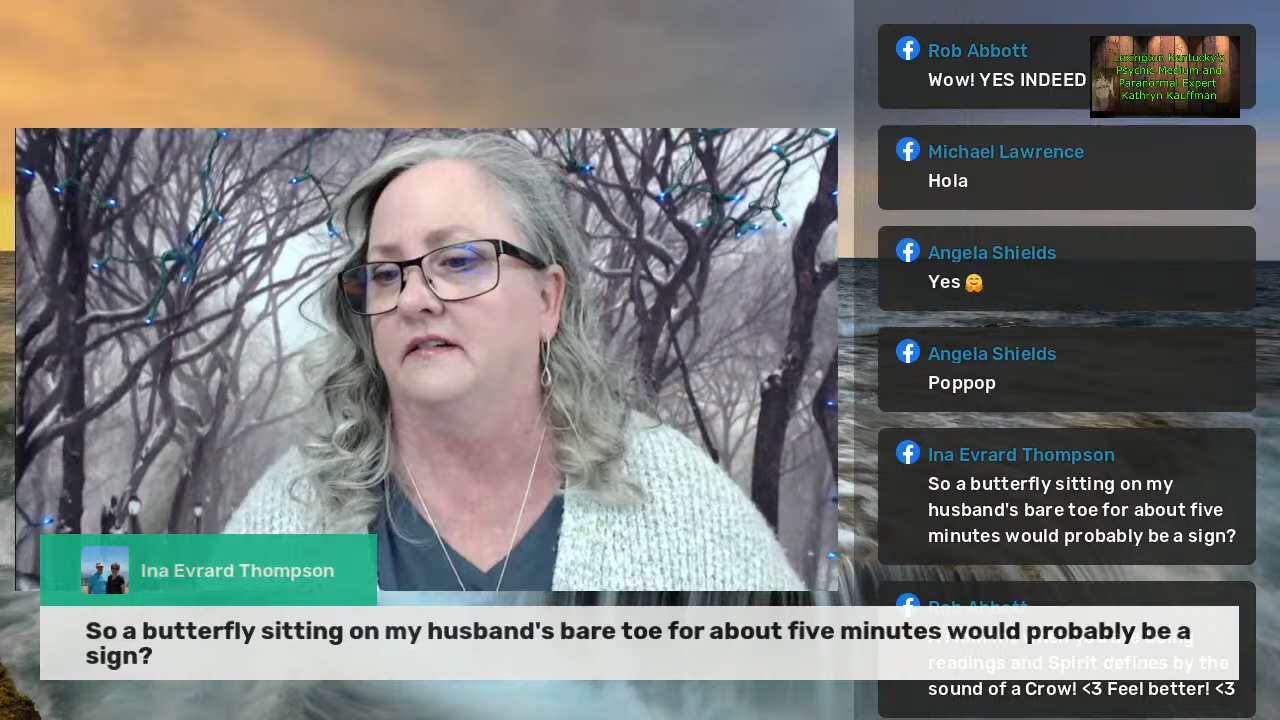 Rob Abbott
Wow! YES INDEED
Lexington Kentucky's
Psychic Medium and
Paranormal Expert
Kathryn Kauffman
Michael Lawrence
Hola
Angela Shields
Yes 🤗
Angela Shields
Poppop
Ina Evrard Thompson
So a butterfly sitting on my
husband's bare toe for about five
minutes would probably be a sign?
Rob Abbott
readings and Spirit defines by the
sound of a Crow! <3 Feel better! <3
Ina Evrard Thompson
So a butterfly sitting on my husband's bare toe for about five minutes would probably be a
sign?